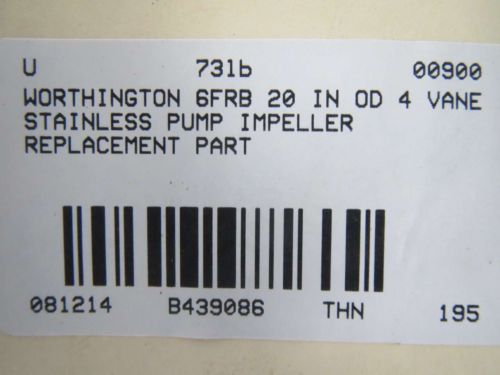 U 731b 00900
WORTHINGTON 6FRB 20 IN OD 4 VANE
STAINLESS PUMP IMPELLER
REPLACEMENT PART
081214 B439086 THN 195